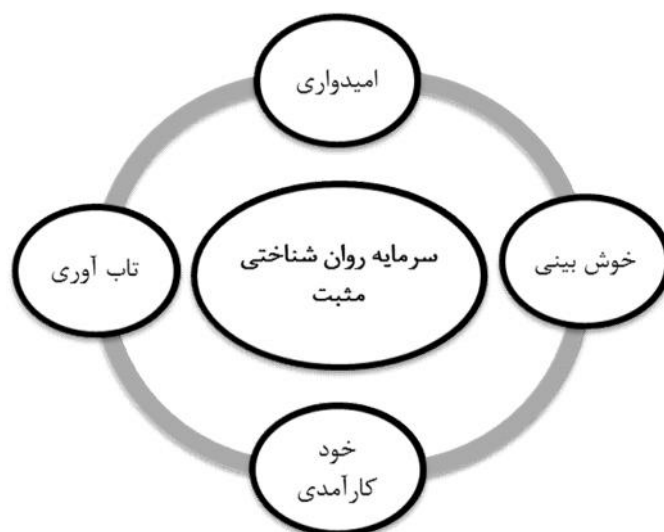 امیدواری
خوش بینی
سرمایه روان شناختی
مثبت
تاب آوری
خود
کارآمدی